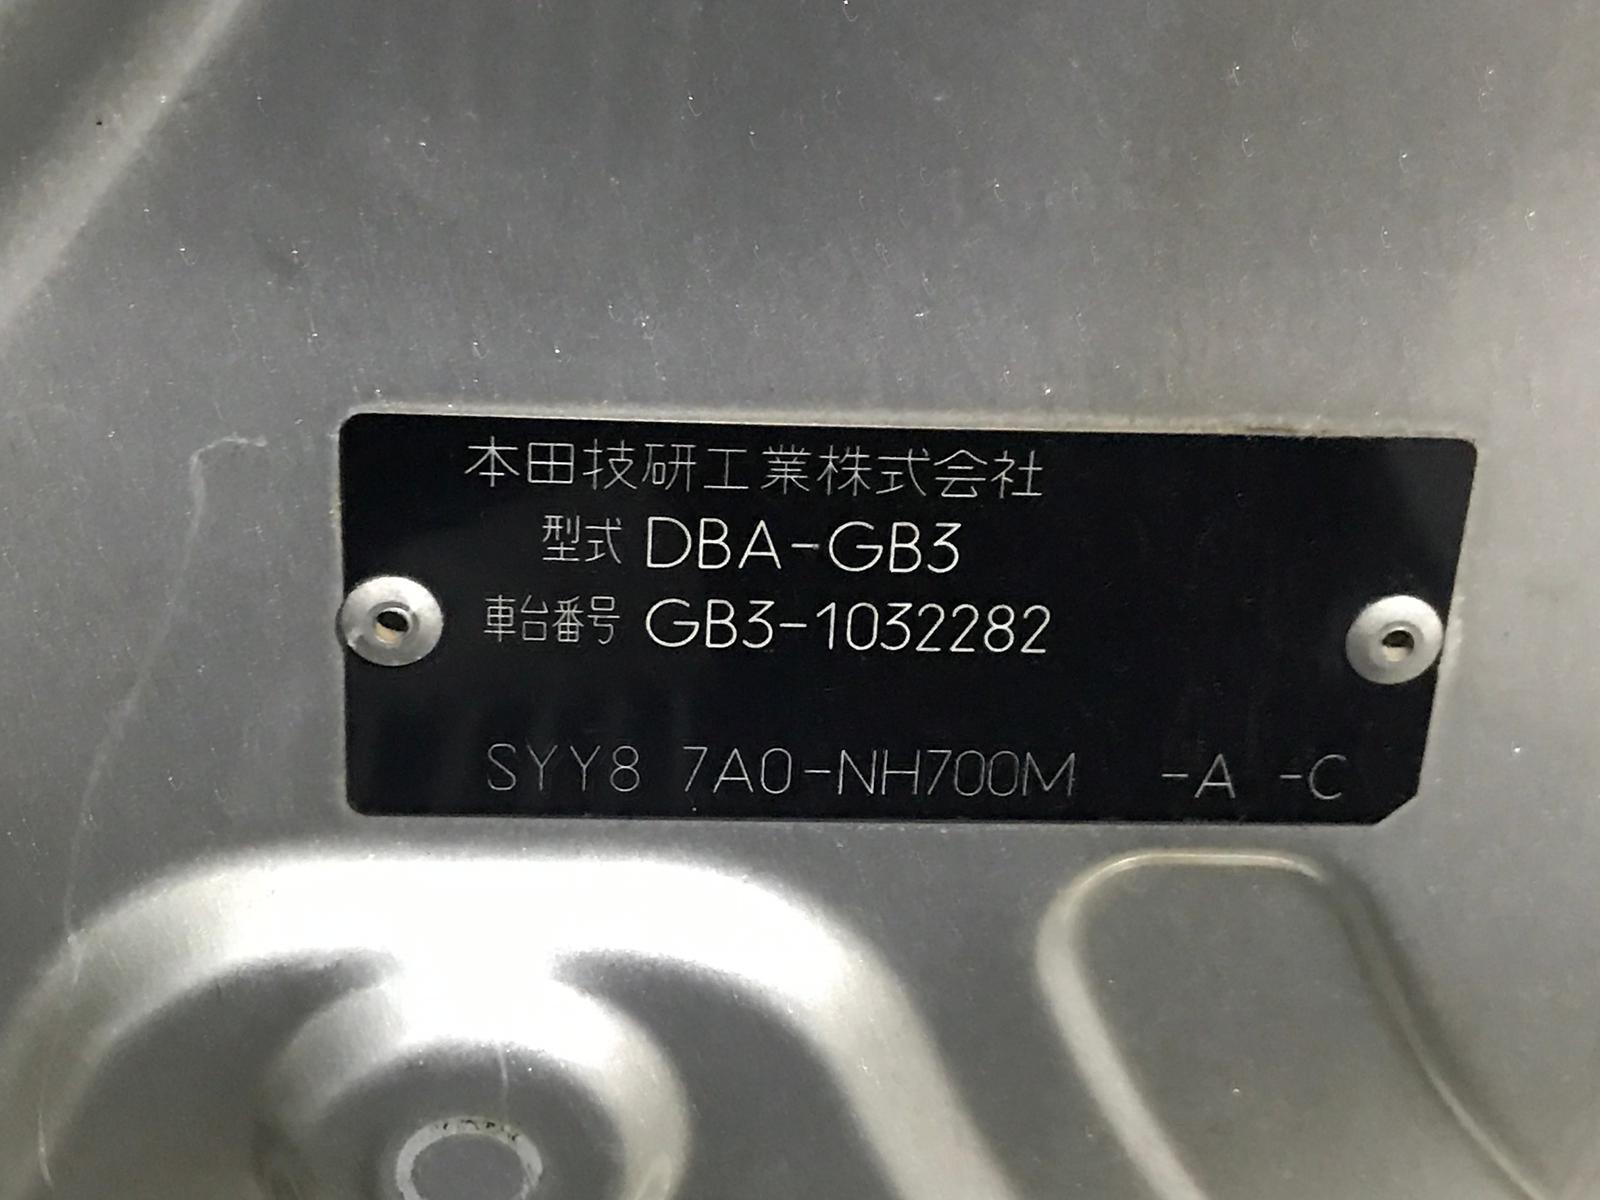 本田技研工業株式会社
型式 DBA-GB3
車台番号 GB3-1032282
SYY8 7A0-NH700M -A -C